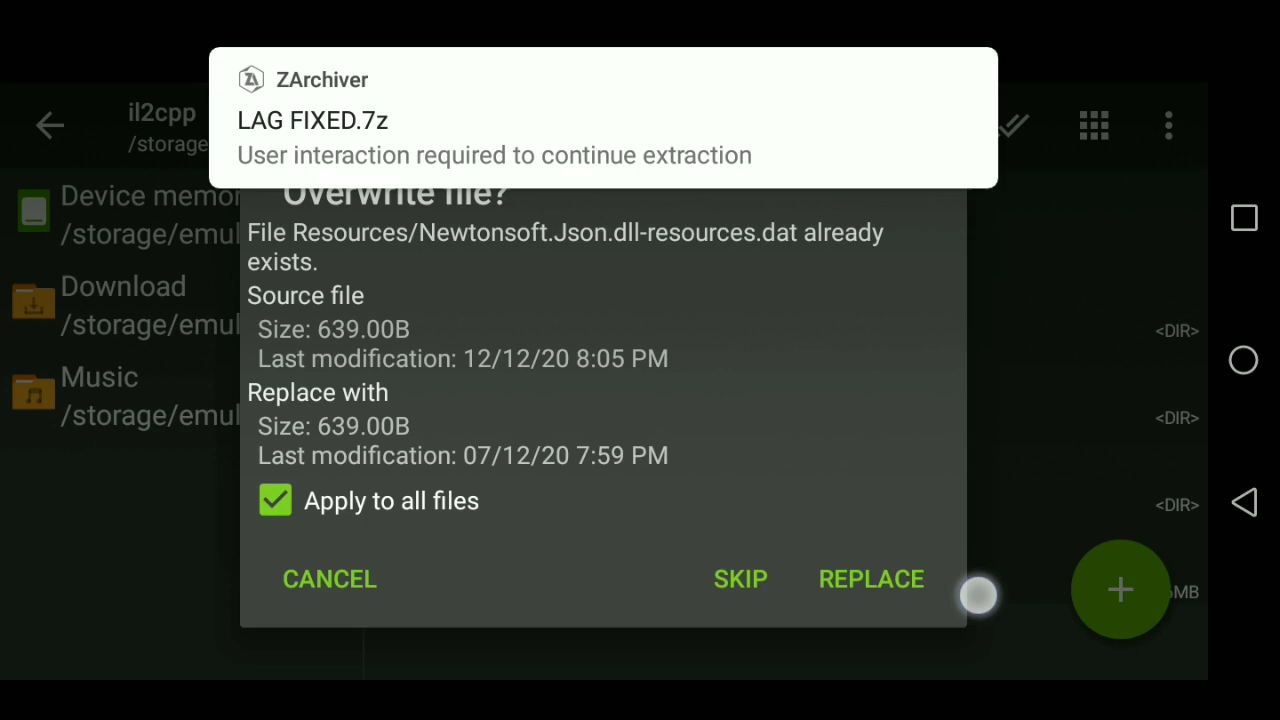 ZArchiver
LAG FIXED.7z
User interaction required to continue extraction
il2cpp
/storage
Device memor
/storage/emul
Download
/storage/emul
Music
/storage/emul
Overwrite file?
File Resources/Newtonsoft.Json.dll-resources.dat already
exists.
Source file
Size: 639.00B
Last modification: 12/12/20 8:05 PM
Replace with
Size: 639.00B
Last modification: 07/12/20 7:59 PM
Apply to all files
CANCEL
SKIP
REPLACE
<DIR>
<DIR>
<DIR>
MB